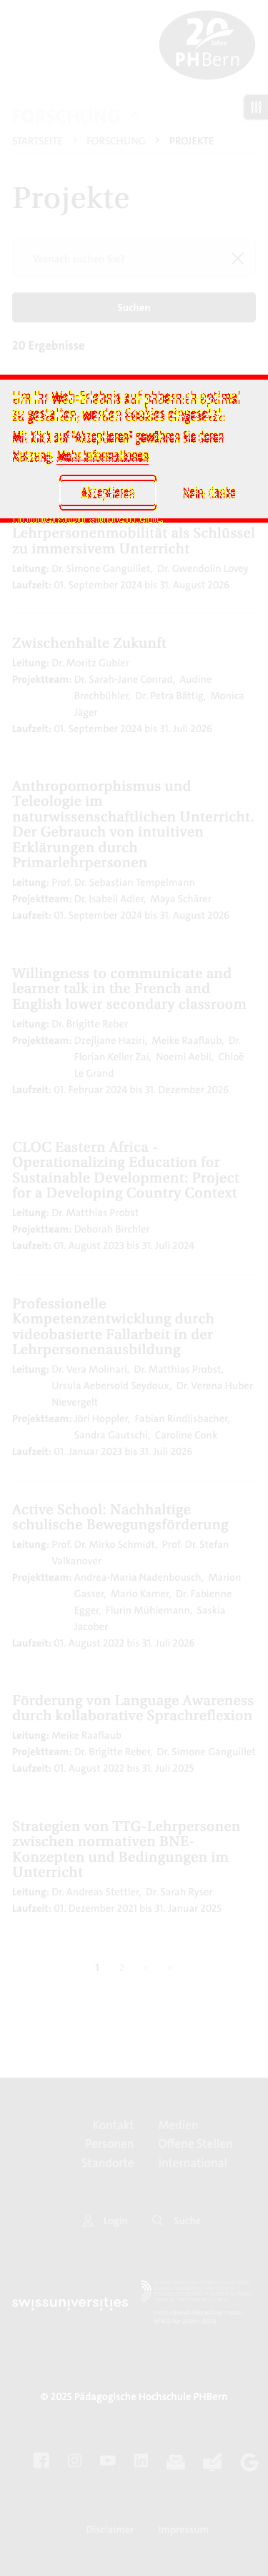 20 Jahre
PHBern
FORSCHUNG
STARTSEITE > FORSCHUNG > PROJEKTE
Projekte
Wonach suchen Sie?
Suchen
20 Ergebnisse
Um Ihr Web-Erlebnis auf phbern.ch optimal
zu gestalten, werden Cookies eingesetzt.
Mit Klick auf "Akzeptieren" gewähren Sie deren
Nutzung. Mehr Informationen
Akzeptieren
Nein danke
Lehrpersonenmobilität als Schlüssel
zu immersivem Unterricht
Leitung: Dr. Simone Ganguillet, Dr. Gwendolin Lovey
Laufzeit: 01. September 2024 bis 31. August 2026
Zwischenhalte Zukunft
Leitung: Dr. Moritz Gubler
Projektteam: Dr. Sarah-Jane Conrad, Audine
Brechbühler, Dr. Petra Bättig, Monica
Jäger
Laufzeit: 01. September 2024 bis 31. Juli 2026
Anthropomorphismus und
Teleologie im
naturwissenschaftlichen Unterricht.
Der Gebrauch von intuitiven
Erklärungen durch
Primarlehrpersonen
Leitung: Prof. Dr. Sebastian Tempelmann
Projektteam: Dr. Isabell Adler, Maya Schärer
Laufzeit: 01. September 2024 bis 31. August 2026
Willingness to communicate and
learner talk in the French and
English lower secondary classroom
Leitung: Dr. Brigitte Reber
Projektteam: Dzejljane Haziri, Meike Raaflaub, Dr.
Florian Keller Zai, Noemi Aebli, Chloé
Le Grand
Laufzeit: 01. Februar 2024 bis 31. Dezember 2026
CLOC Eastern Africa -
Operationalizing Education for
Sustainable Development: Project
for a Developing Country Context
Leitung: Dr. Matthias Probst
Projektteam: Deborah Birchler
Laufzeit: 01. August 2023 bis 31. Juli 2024
Professionelle
Kompetenzentwicklung durch
videobasierte Fallarbeit in der
Lehrpersonenausbildung
Leitung: Dr. Vera Molinari, Dr. Matthias Probst,
Ursula Aebersold Seydoux, Dr. Verena Huber
Nievergelt
Projektteam: Jöri Hoppler, Fabian Rindlisbacher,
Sandra Gautschi, Caroline Conk
Laufzeit: 01. Januar 2023 bis 31. Juli 2026
Active School: Nachhaltige
schulische Bewegungsförderung
Leitung: Prof. Dr. Mirko Schmidt, Prof. Dr. Stefan
Valkanover
Projektteam: Andrea-Maria Nadenbousch, Marion
Gasser, Mario Kamer, Dr. Fabienne
Egger, Flurin Mühlemann, Saskia
Jacober
Laufzeit: 01. August 2022 bis 31. Juli 2026
Förderung von Language Awareness
durch kollaborative Sprachreflexion
Leitung: Meike Raaflaub
Projektteam: Dr. Brigitte Reber, Dr. Simone Ganguillet
Laufzeit: 01. August 2022 bis 31. Juli 2025
Strategien von TTG-Lehrpersonen
zwischen normativen BNE-
Konzepten und Bedingungen im
Unterricht
Leitung: Dr. Andreas Stettler, Dr. Sarah Ryser
Laufzeit: 01. Dezember 2021 bis 31. Januar 2025
1 2 › »
Kontakt
Personen
Standorte
Medien
Offene Stellen
International
Login
Suche
swissuniversities
© 2025 Pädagogische Hochschule PHBern
Disclaimer
Impressum